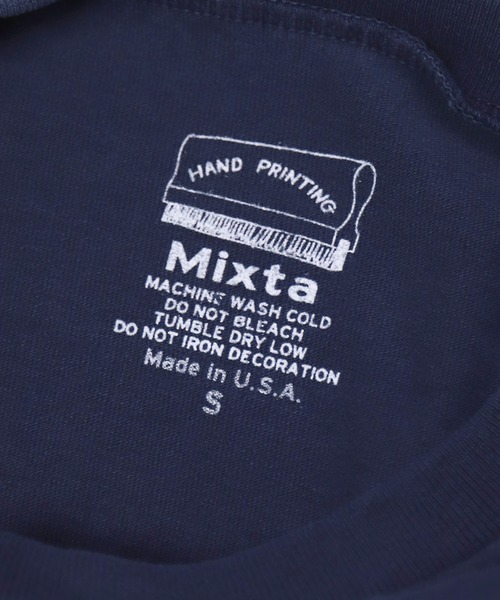 HAND PRINTING
Mixta
MACHINE WASH COLD
DO NOT BLEACH
TUMBLE DRY LOW
DO NOT IRON DECORATION
Made in U.S.A.
S